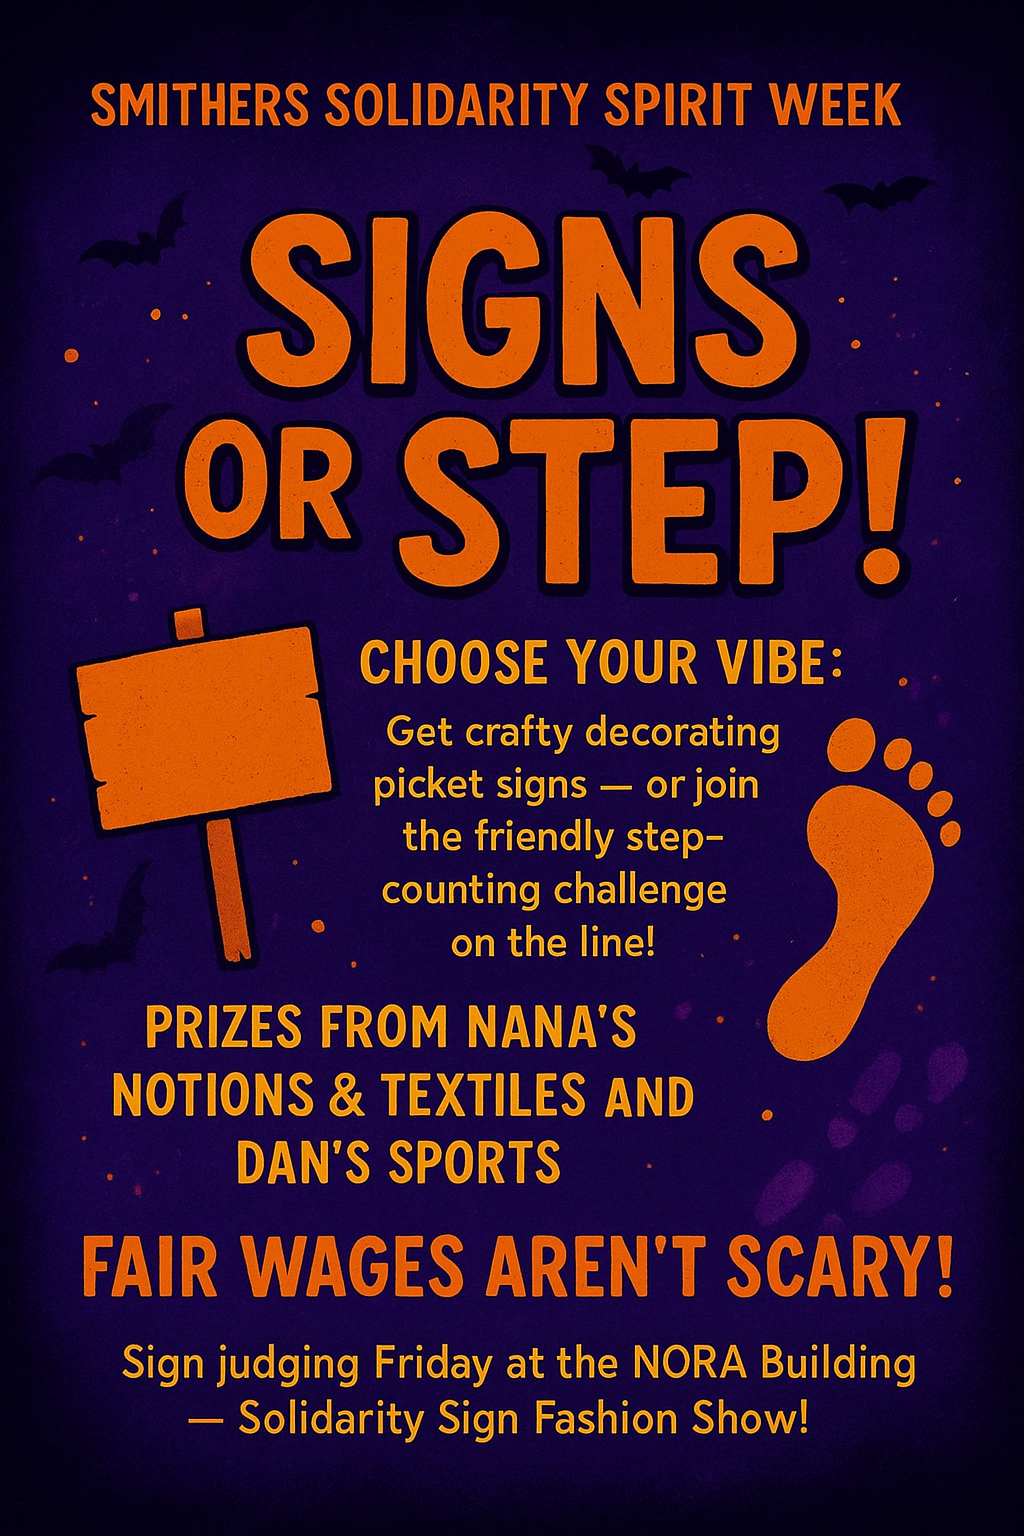 SMITHERS SOLIDARITY SPIRIT WEEK
SIGNS
OR STEP!
CHOOSE YOUR VIBE:
Get crafty decorating
picket signs — or join
the friendly step-
counting challenge
on the line!
PRIZES FROM NANA'S
NOTIONS & TEXTILES AND
DAN'S SPORTS
FAIR WAGES AREN'T SCARY!
Sign judging Friday at the NORA Building
— Solidarity Sign Fashion Show!